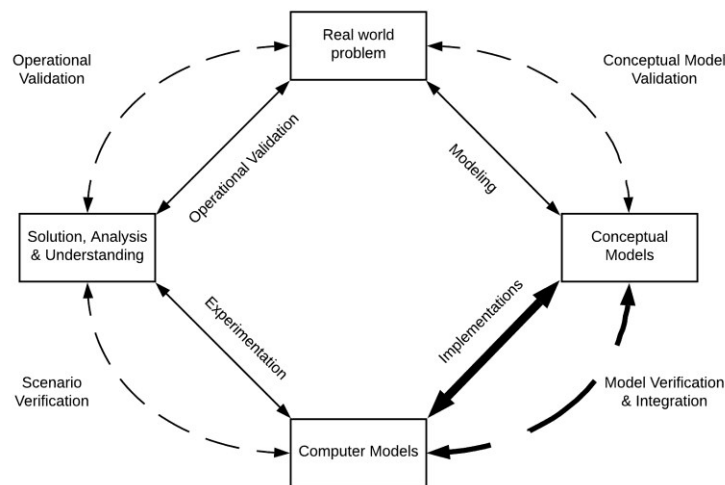 Real world
problem
Operational
Validation
Conceptual Model
Validation
Operational Validation
Modeling
Solution, Analysis
& Understanding
Conceptual
Models
Experimentation
Implementations
Scenario
Verification
Model Verification
& Integration
Computer Models